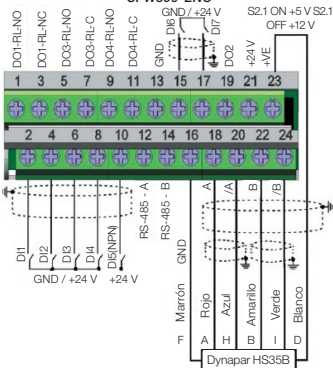 CFW500-ENC
GND / +24 V
S2.1 ON +5 V S2.1
OFF +12 V
DO1-RL-NO
DO1-RL-NC
DO3-RL-NO
DO3-RL-C
DO4-RL-NO
DO4-RL-C
GND
DI6
DI7
DO2
+24V
+VE
1 3 5 7 9 11 13 15 17 19 21 23
2 4 6 8 10 12 14 16 18 20 22 24
DI1
DI2
DI3
DI4
DI5(NPN)
RS-485 - A
RS-485 - B
GND
A
/A
B
/B
GND / +24 V
+24 V
Marrón
Rojo
Azul
Amarillo
Verde
Blanco
F A H B I D
Dynapar HS35B